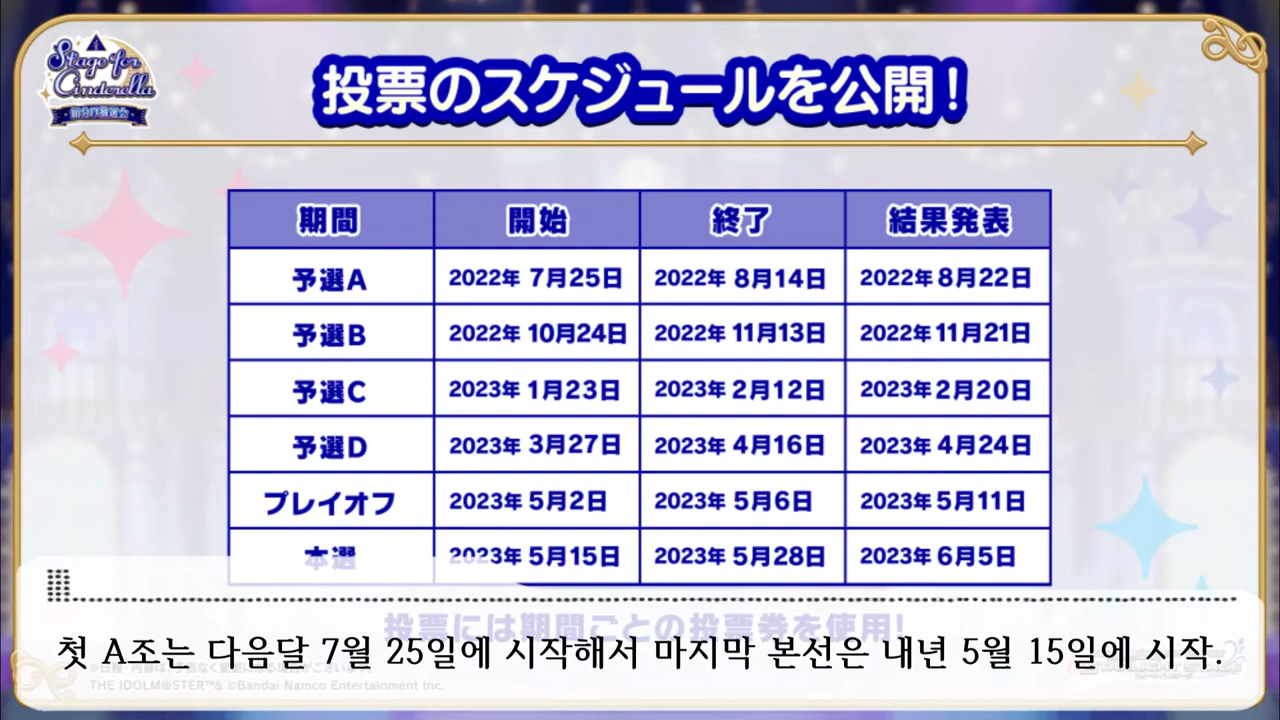 Stage for
Cinderella
組分け抽選会
投票のスケジュールを公開!
期間 開始 終了 結果発表
予選A 2022年 7月25日 2022年 8月14日 2022年 8月22日
予選B 2022年 10月24日 2022年 11月13日 2022年 11月21日
予選C 2023年 1月23日 2023年 2月12日 2023年 2月20日
予選D 2023年 3月27日 2023年 4月16日 2023年 4月24日
プレイオフ 2023年 5月2日 2023年 5月6日 2023年 5月11日
本選 2023年 5月15日 2023年 5月28日 2023年 6月5日
投票には期間ごとの投票券を使用!
첫 A조는 다음달 7월 25일에 시작해서 마지막 본선은 내년 5월 15일에 시작.
THE IDOLM@STER™& ©Bandai Namco Entertainment Inc.